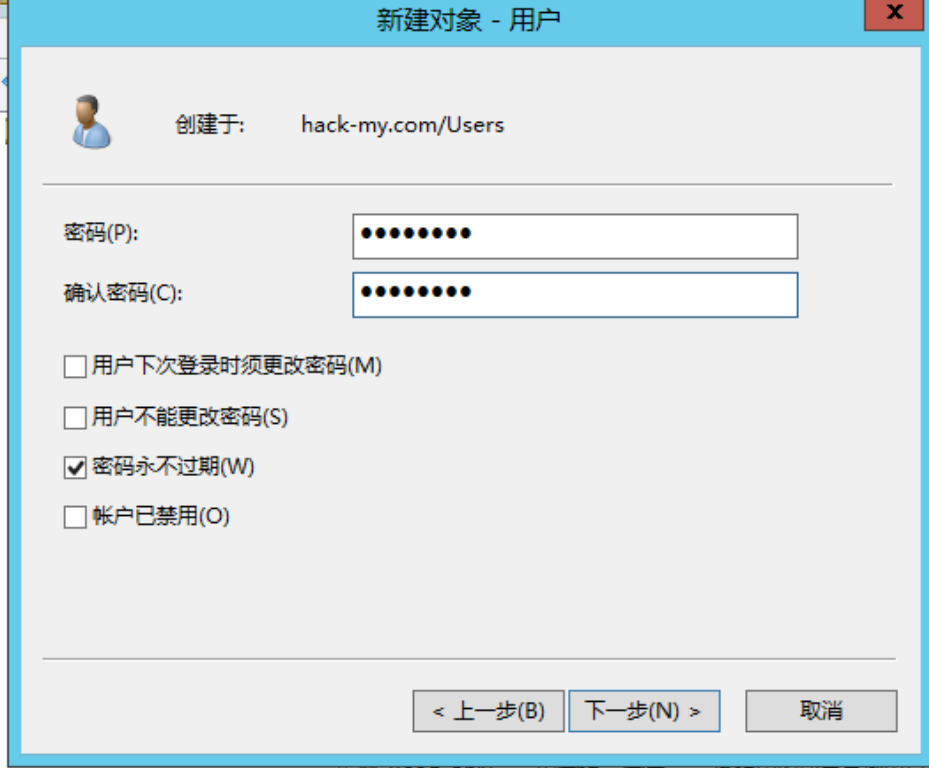 新建对象 - 用户
创建于: hack-my.com/Users
密码(P): ●●●●●●●●
确认密码(C): ●●●●●●●●
用户下次登录时须更改密码(M)
用户不能更改密码(S)
密码永不过期(W)
帐户已禁用(O)
< 上一步(B) 下一步(N) > 取消